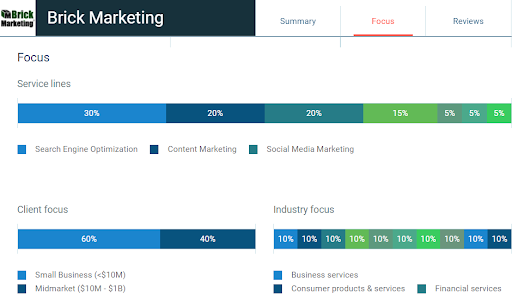 Brick
Marketing
Brick Marketing
Summary
Focus
Reviews
Focus
Service lines
30% 20% 20% 15% 5% 5% 5%
Search Engine Optimization Content Marketing Social Media Marketing
Client focus
60% 40%
Small Business (<$10M)
Midmarket ($10M - $1B)
Industry focus
10% 10% 10% 10% 10% 10% 10% 10% 10% 10%
Business services
Consumer products & services Financial services